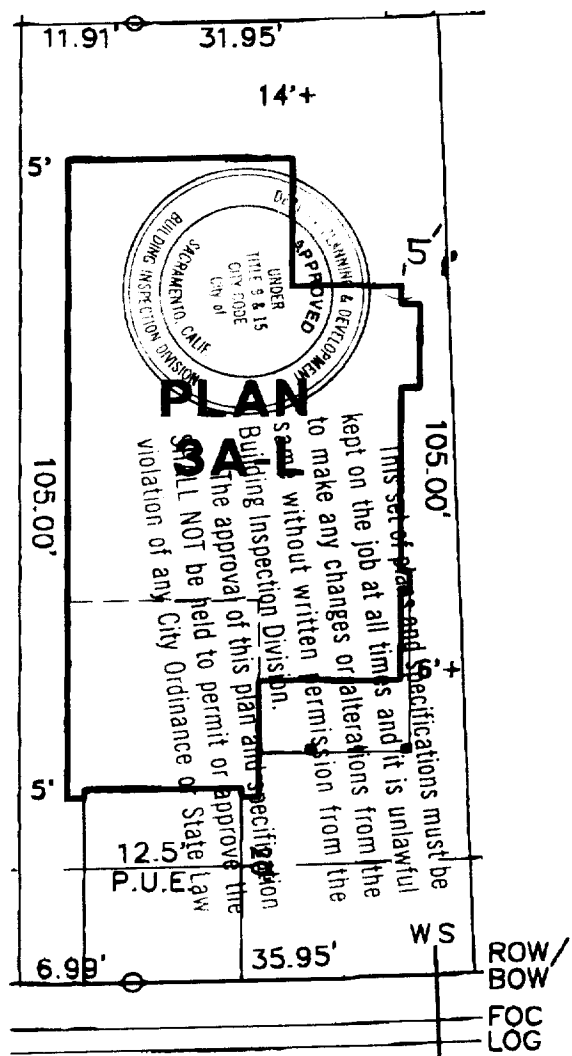 11.91' 31.95'
14'+
5'
5'
DEPT. OF PLANNING & DEVELOPMENT
BUILDING INSPECTION DIVISION
APPROVED
UNDER
TITLE 9 & 15
CITY CODE
City of
SACRAMENTO, CALIF.
PLAN
3A-L
105.00'
105.00'
This set of plans and specifications must be
kept on the job at all times and it is unlawful
to make any changes or alterations from the
same without written permission from the
Building Inspection Division.
The approval of this plan and specification
SHALL NOT be held to permit or approve the
violation of any City Ordinance or State Law
6'+
5'
12.5'
P.U.E.
6.99' 35.95'
WS
ROW/
BOW
FOC
LOG